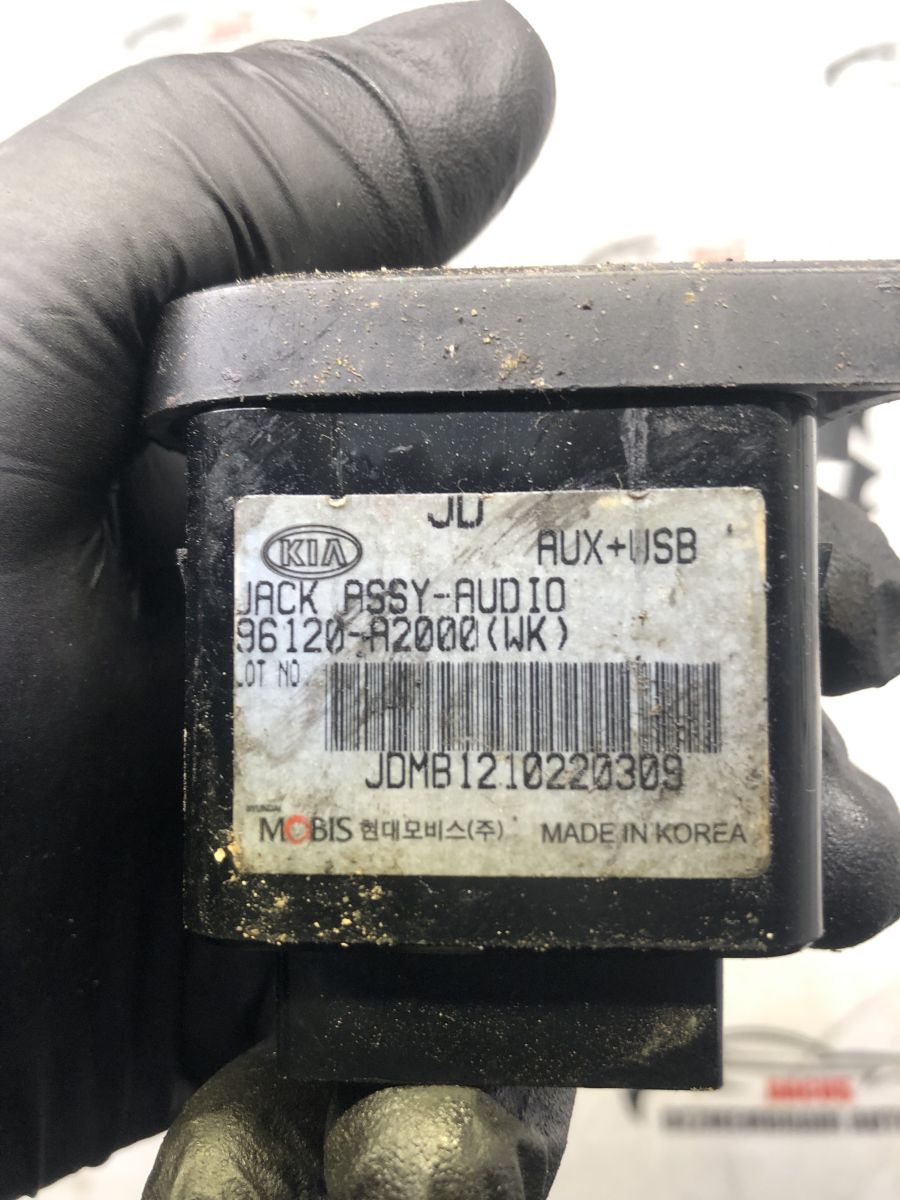 JD
KIA
AUX+USB
JACK ASSY-AUDIO
96120-A2000(WK)
LOT NO
JDMB1210220309
HYUNDAI
MOBIS 현대모비스(주) MADE IN KOREA